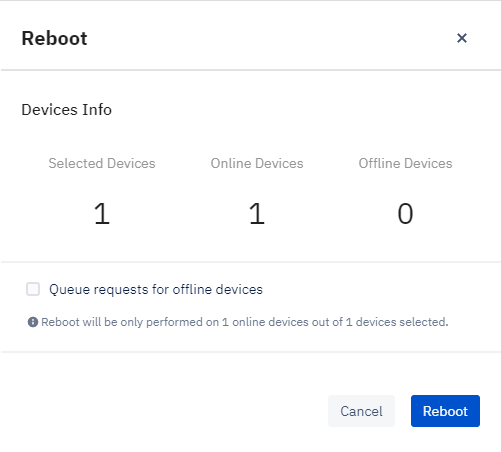 Reboot
Devices Info
Selected Devices Online Devices Offline Devices
1 1 0
Queue requests for offline devices
Reboot will be only performed on 1 online devices out of 1 devices selected.
Cancel Reboot